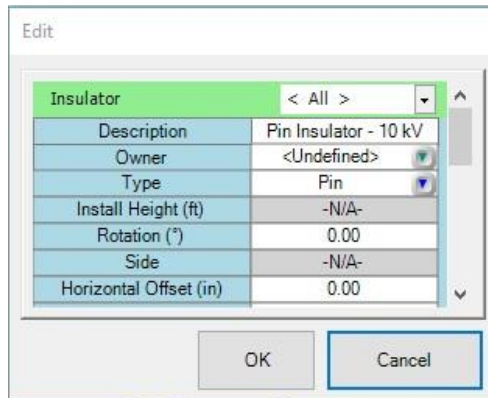 Edit
Insulator < All >
Description Pin Insulator - 10 kV
Owner <Undefined>
Type Pin
Install Height (ft) -N/A-
Rotation (°) 0.00
Side -N/A-
Horizontal Offset (in) 0.00
OK Cancel